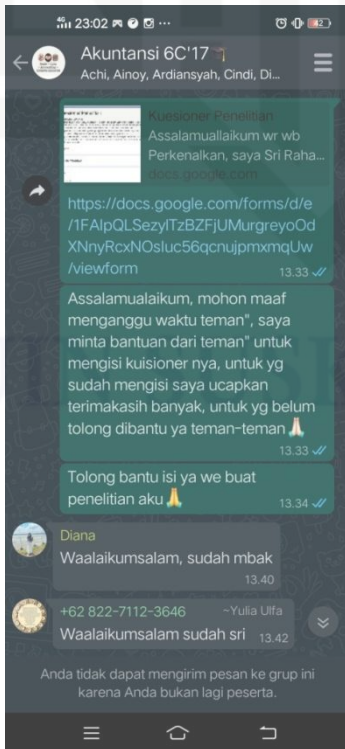 4G 23:02
Akuntansi 6C'17
Achi, Ainoy, Ardiansyah, Cindi, Di...
Kuesioner Penelitian
Assalamuallaikum wr wb
Perkenalkan, saya Sri Raha...
docs.google.com
https://docs.google.com/forms/d/e
/1FAIpQLSezyITzBZFjUMurgreyoOd
XNnyRcxNOsluc56qcnujpmxmqUw
/viewform
13.33
Assalamualaikum, mohon maaf
menganggu waktu teman", saya
minta bantuan dari teman" untuk
mengisi kuisioner nya, untuk yg
sudah mengisi saya ucapkan
terimakasih banyak, untuk yg belum
tolong dibantu ya teman-teman 🙏🏻
13.33
Tolong bantu isi ya we buat
penelitian aku 🙏
13.34
Diana
Waalaikumsalam, sudah mbak
13.40
+62 822-7112-3646 ~Yulia Ulfa
Waalaikumsalam sudah sri 13.42
Anda tidak dapat mengirim pesan ke grup ini
karena Anda bukan lagi peserta.